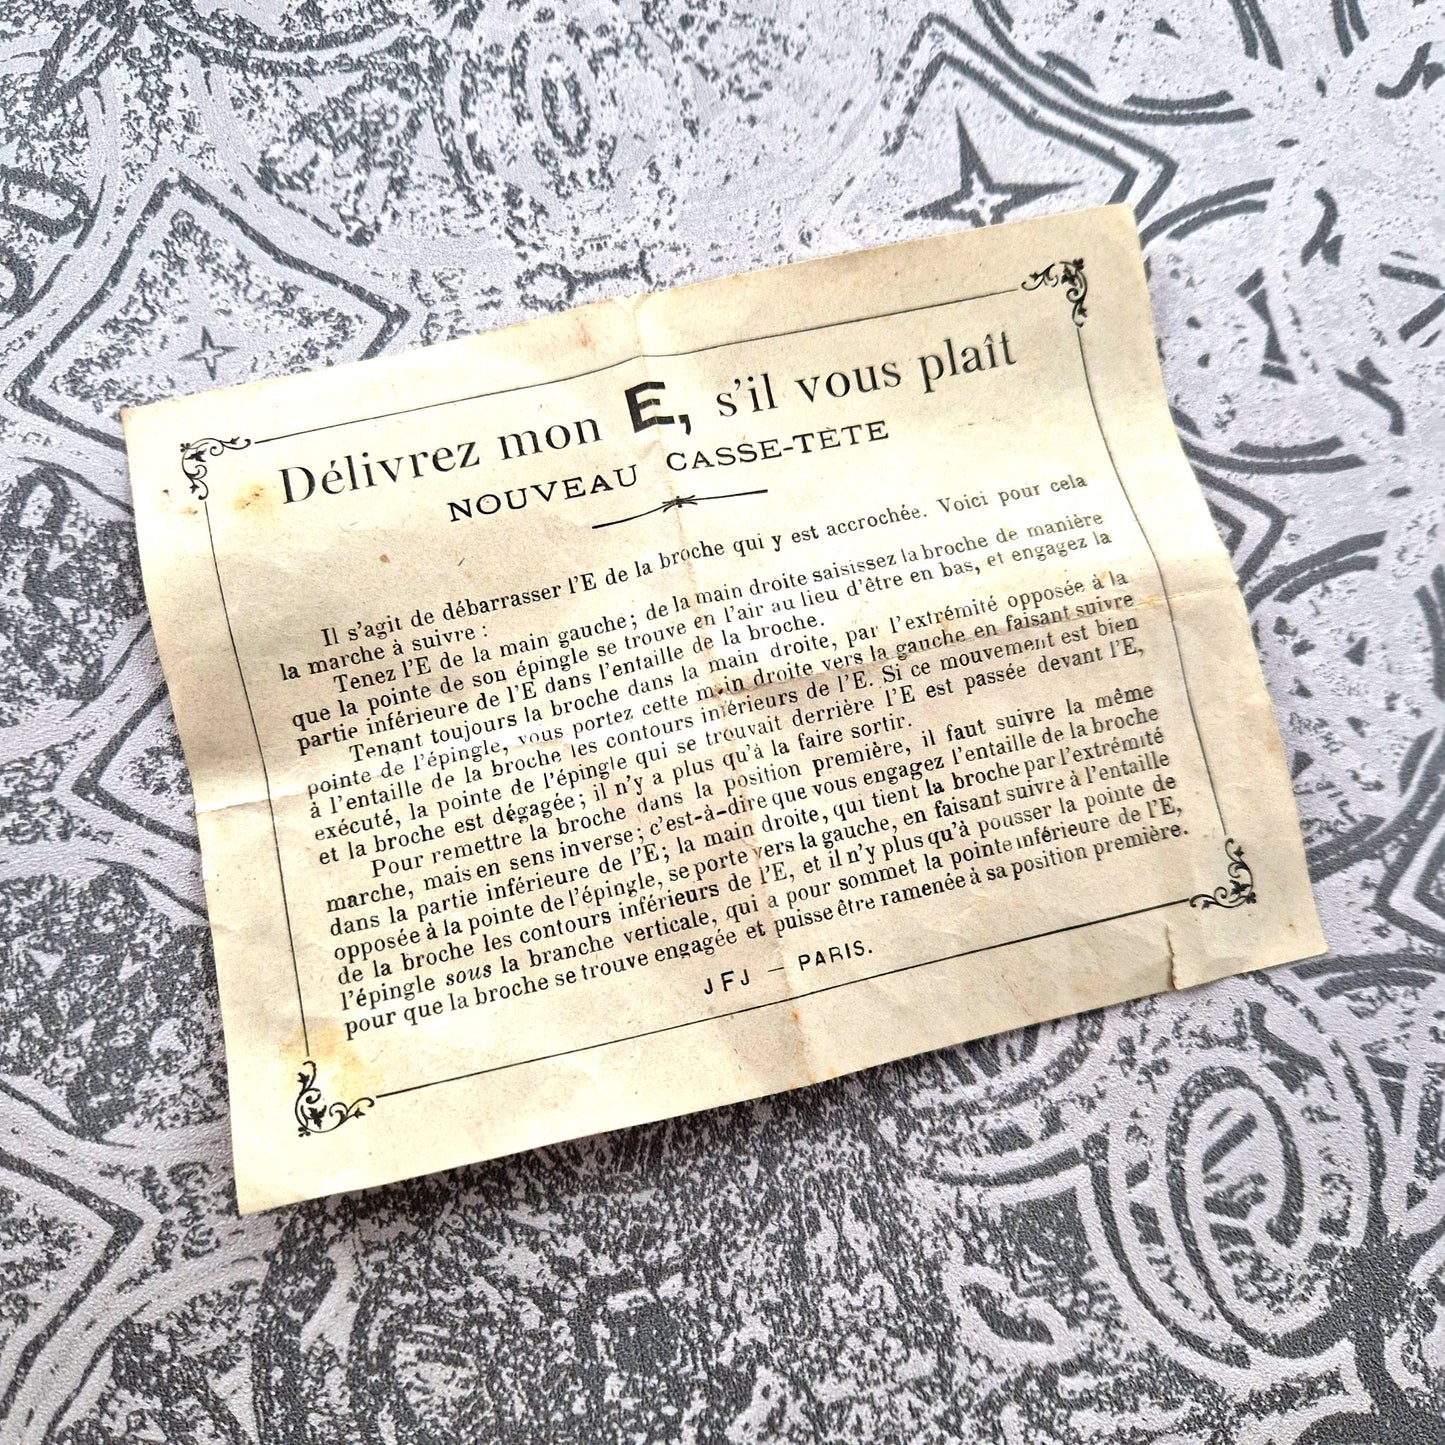 Délivrez mon E, s'il vous plaît
NOUVEAU CASSE-TÊTE
Il s'agit de débarrasser l'E de la broche qui y est accrochée. Voici pour cela
la marche à suivre :
Tenez l'E de la main gauche; de la main droite saisissez la broche de manière
que la pointe de son épingle se trouve en l'air au lieu d'être en bas, et engagez la
partie inférieure de l'E dans l'entaille de la broche.
Tenant toujours la broche dans la main droite, par l'extrémité opposée à la
pointe de l'épingle, vous portez cette main droite vers la gauche en faisant suivre
à l'entaille de la broche les contours intérieurs de l'E. Si ce mouvement est bien
exécuté, la pointe de l'épingle qui se trouvait derrière l'E est passée devant l'E,
et la broche est dégagée; il n'y a plus qu'à la faire sortir.
Pour remettre la broche dans la position première, il faut suivre la même
marche, mais en sens inverse; c'est-à-dire que vous engagez l'entaille de la broche
dans la partie inférieure de l'E; la main droite, qui tient la broche par l'extrémité
opposée à la pointe de l'épingle, se porte vers la gauche, en faisant suivre à l'entaille
de la broche les contours inférieurs de l'E, et il n'y plus qu'à pousser la pointe de
l'épingle sous la branche verticale, qui a pour sommet la pointe inférieure de l'E,
pour que la broche se trouve engagée et puisse être ramenée à sa position première.
JFJ — PARIS.